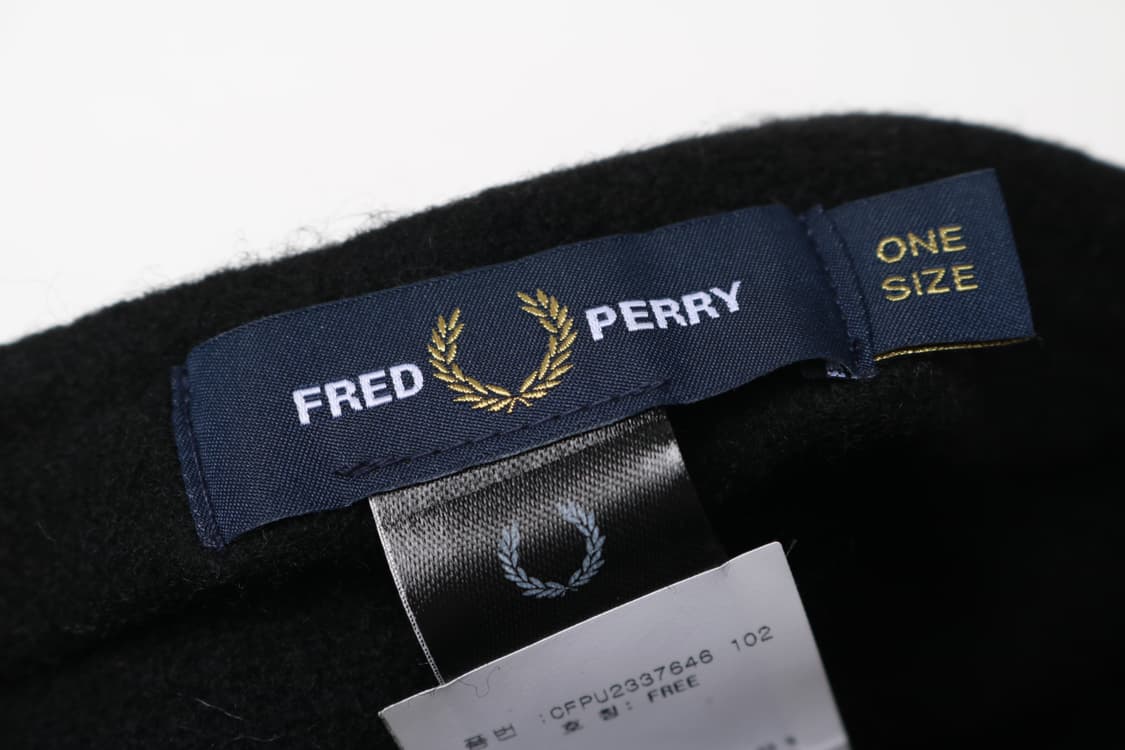 FRED PERRY
ONE
SIZE
품번 :CFPU2337646 102
호 칭: FREE